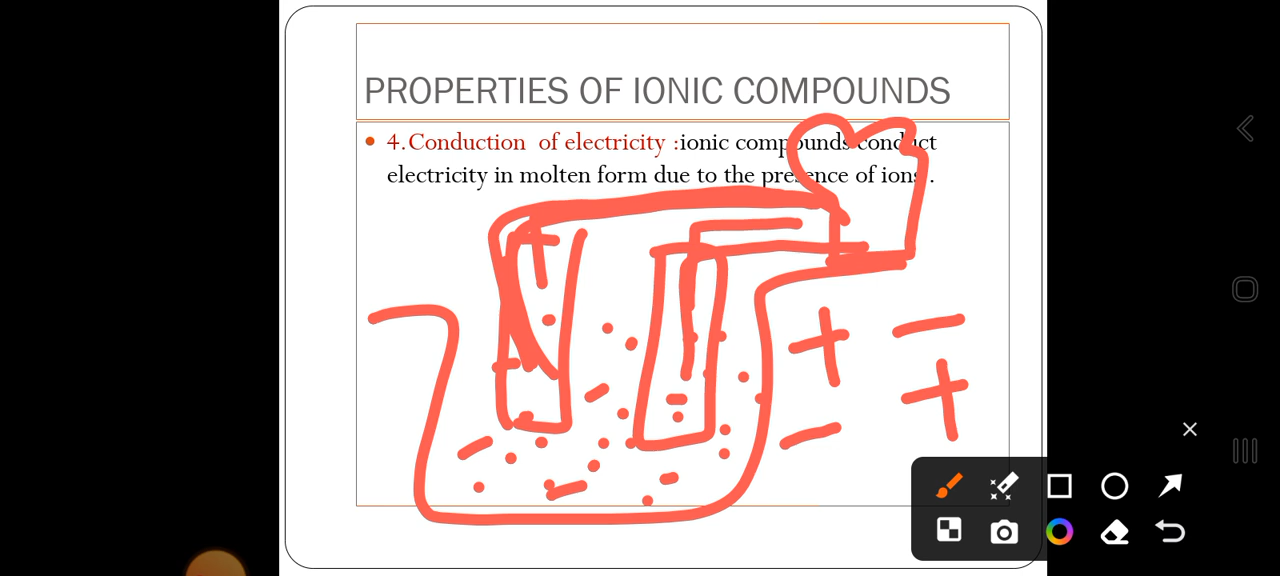 PROPERTIES OF IONIC COMPOUNDS
4.Conduction of electricity :ionic compounds conduct
electricity in molten form due to the presence of ions .
+
+ −
+
−